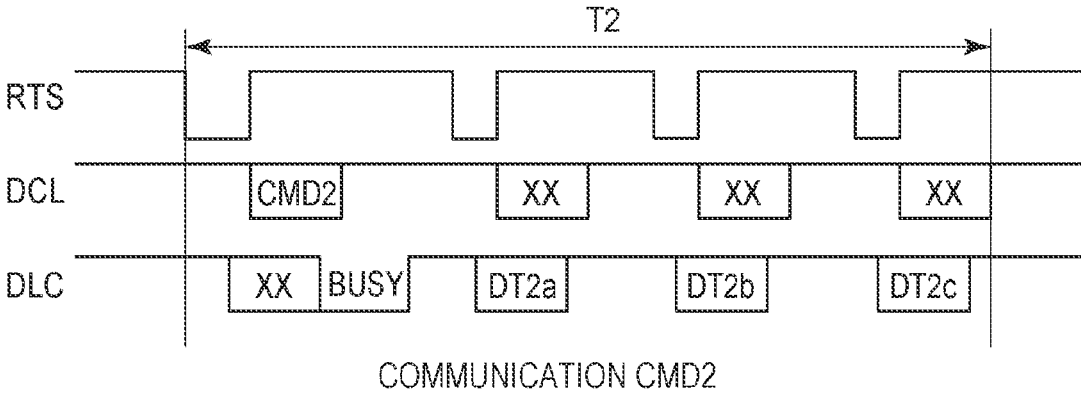 T2
RTS
DCL CMD2 XX XX XX
DLC XX BUSY DT2a DT2b DT2c
COMMUNICATION CMD2